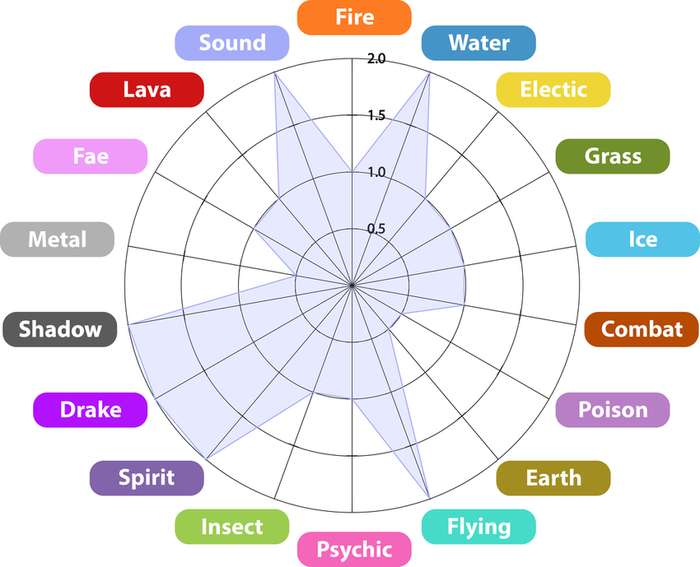 Fire
Sound
Water
2.0
Lava
Electic
1.5
Fae
Grass
1.0
Metal
0.5
Ice
Shadow
Combat
Drake
Poison
Spirit
Earth
Insect
Flying
Psychic